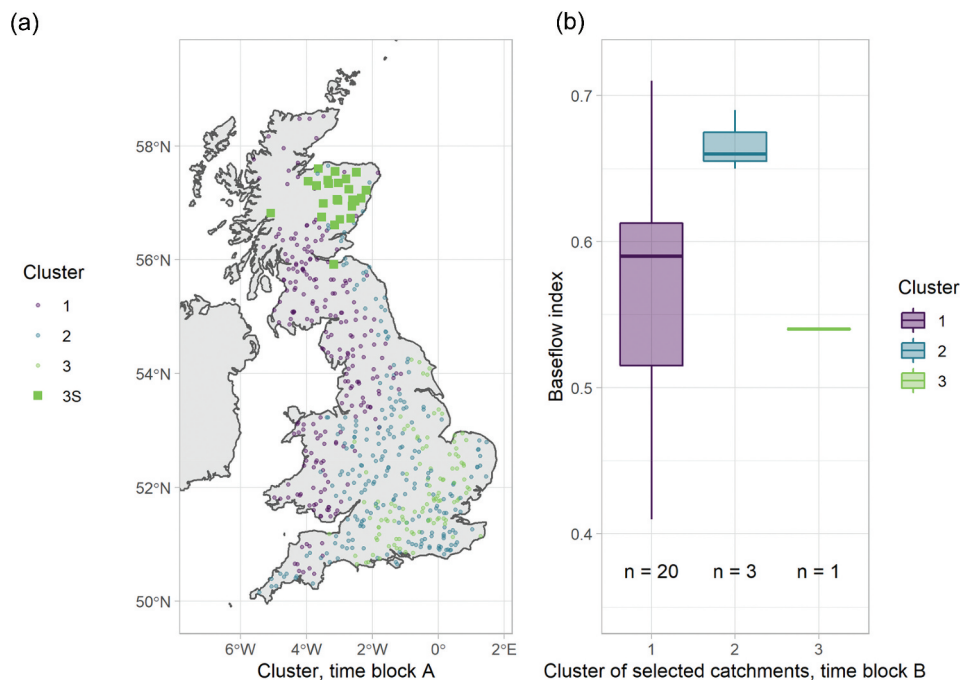 (a)
58°N
56°N
54°N
52°N
50°N
6°W 4°W 2°W 0° 2°E
Cluster, time block A
Cluster
1
2
3
3S
(b)
0.7
0.6
0.5
0.4
Baseflow index
n = 20 n = 3 n = 1
1 2 3
Cluster of selected catchments, time block B
Cluster
1
2
3